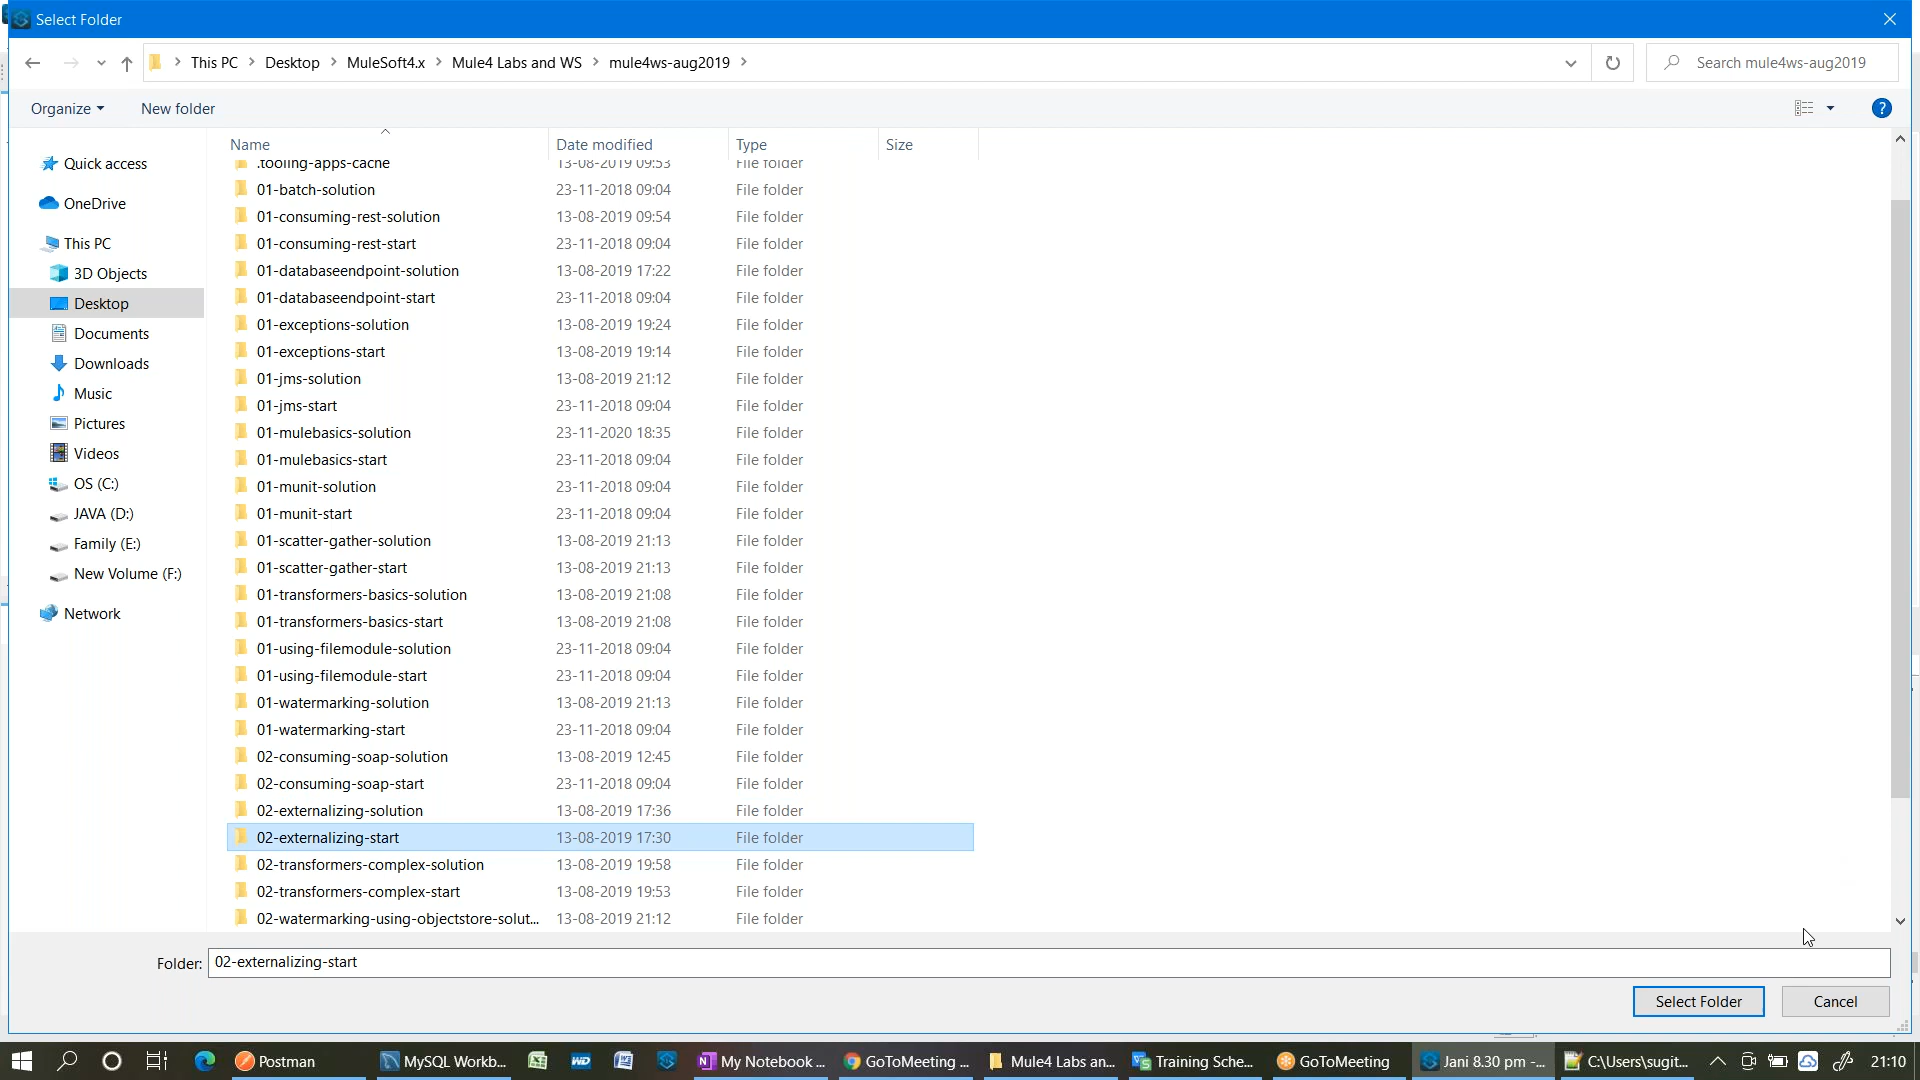 Select Folder
This PC > Desktop > MuleSoft4.x > Mule4 Labs and WS > mule4ws-aug2019 >
Search mule4ws-aug2019
Organize
New folder
Name Date modified Type Size
Quick access
OneDrive
This PC
3D Objects
Desktop
Documents
Downloads
Music
Pictures
Videos
OS (C:)
JAVA (D:)
Family (E:)
New Volume (F:)
Network
.tooling-apps-cache 13-08-2019 09:53 File folder
01-batch-solution 23-11-2018 09:04 File folder
01-consuming-rest-solution 13-08-2019 09:54 File folder
01-consuming-rest-start 23-11-2018 09:04 File folder
01-databaseendpoint-solution 13-08-2019 17:22 File folder
01-databaseendpoint-start 23-11-2018 09:04 File folder
01-exceptions-solution 13-08-2019 19:24 File folder
01-exceptions-start 13-08-2019 19:14 File folder
01-jms-solution 13-08-2019 21:12 File folder
01-jms-start 23-11-2018 09:04 File folder
01-mulebasics-solution 23-11-2020 18:35 File folder
01-mulebasics-start 23-11-2018 09:04 File folder
01-munit-solution 23-11-2018 09:04 File folder
01-munit-start 23-11-2018 09:04 File folder
01-scatter-gather-solution 13-08-2019 21:13 File folder
01-scatter-gather-start 13-08-2019 21:13 File folder
01-transformers-basics-solution 13-08-2019 21:08 File folder
01-transformers-basics-start 13-08-2019 21:08 File folder
01-using-filemodule-solution 23-11-2018 09:04 File folder
01-using-filemodule-start 23-11-2018 09:04 File folder
01-watermarking-solution 13-08-2019 21:13 File folder
01-watermarking-start 23-11-2018 09:04 File folder
02-consuming-soap-solution 13-08-2019 12:45 File folder
02-consuming-soap-start 23-11-2018 09:04 File folder
02-externalizing-solution 13-08-2019 17:36 File folder
02-externalizing-start 13-08-2019 17:30 File folder
02-transformers-complex-solution 13-08-2019 19:58 File folder
02-transformers-complex-start 13-08-2019 19:53 File folder
02-watermarking-using-objectstore-solut... 13-08-2019 21:12 File folder
Folder: 02-externalizing-start
Select Folder Cancel
Postman MySQL Workb... My Notebook ... GoToMeeting ... Mule4 Labs an... Training Sche... GoToMeeting Jani 8.30 pm -... C:\Users\sugit... 21:10